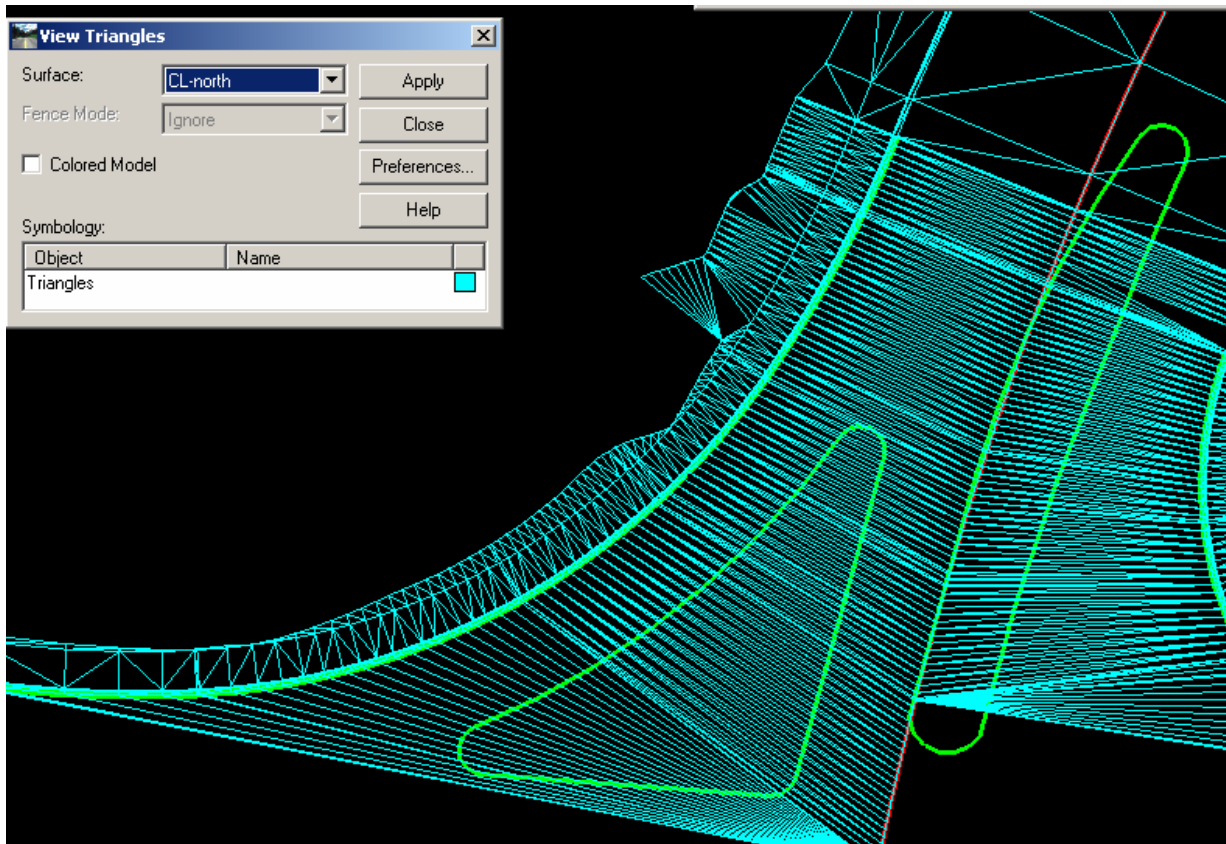 View Triangles
Surface: CL-north Apply
Fence Mode: Ignore Close
Colored Model Preferences...
Help
Symbology:
Object Name
Triangles